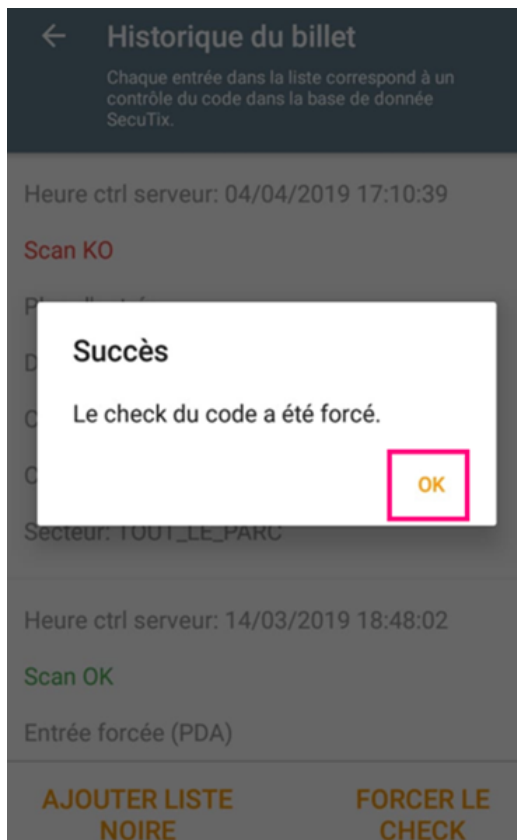 Historique du billet
Chaque entrée dans la liste correspond à un
contrôle du code dans la base de donnée
SecuTix.
Heure ctrl serveur: 04/04/2019 17:10:39
Scan KO
Succès
Le check du code a été forcé.
OK
Secteur: TOUT_LE_PARC
Heure ctrl serveur: 14/03/2019 18:48:02
Scan OK
Entrée forcée (PDA)
AJOUTER LISTE
NOIRE
FORCER LE
CHECK